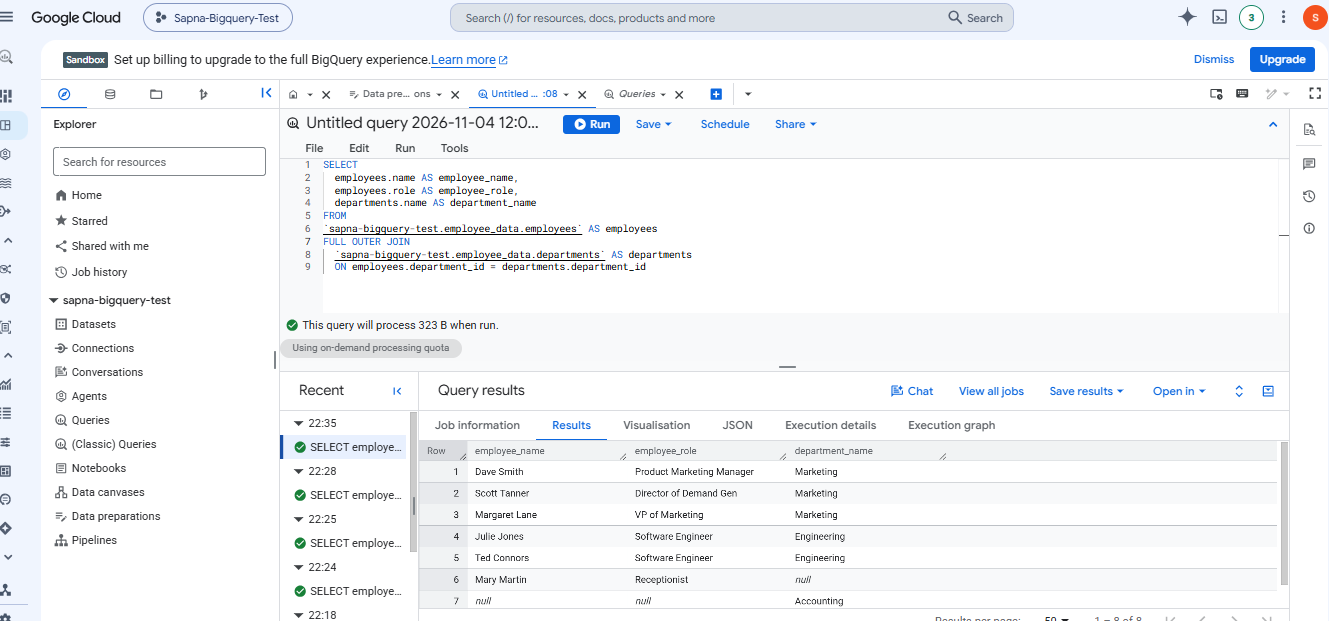 Google Cloud
Sapna-Bigquery-Test
Search (/) for resources, docs, products and more
Search
3
S
Sandbox
Set up billing to upgrade to the full BigQuery experience. Learn more
Dismiss
Upgrade
Data pre... ons
Untitled ... :08
Queries
Explorer
Search for resources
Home
Starred
Shared with me
Job history
sapna-bigquery-test
Datasets
Connections
Conversations
Agents
Queries
(Classic) Queries
Notebooks
Data canvases
Data preparations
Pipelines
Untitled query 2026-11-04 12:0...
Run
Save
Schedule
Share
File Edit Run Tools
1 SELECT
2 employees.name AS employee_name,
3 employees.role AS employee_role,
4 departments.name AS department_name
5 FROM
6 `sapna-bigquery-test.employee_data.employees` AS employees
7 FULL OUTER JOIN
8 `sapna-bigquery-test.employee_data.departments` AS departments
9 ON employees.department_id = departments.department_id
This query will process 323 B when run.
Using on-demand processing quota
Recent
22:35
SELECT employe...
22:28
SELECT employe...
22:25
SELECT employe...
22:24
SELECT employe...
22:18
Query results
Chat
View all jobs
Save results
Open in
Job information Results Visualisation JSON Execution details Execution graph
Row employee_name employee_role department_name
1 Dave Smith Product Marketing Manager Marketing
2 Scott Tanner Director of Demand Gen Marketing
3 Margaret Lane VP of Marketing Marketing
4 Julie Jones Software Engineer Engineering
5 Ted Connors Software Engineer Engineering
6 Mary Martin Receptionist null
7 null null Accounting
Results per page: 50 1 – 8 of 8